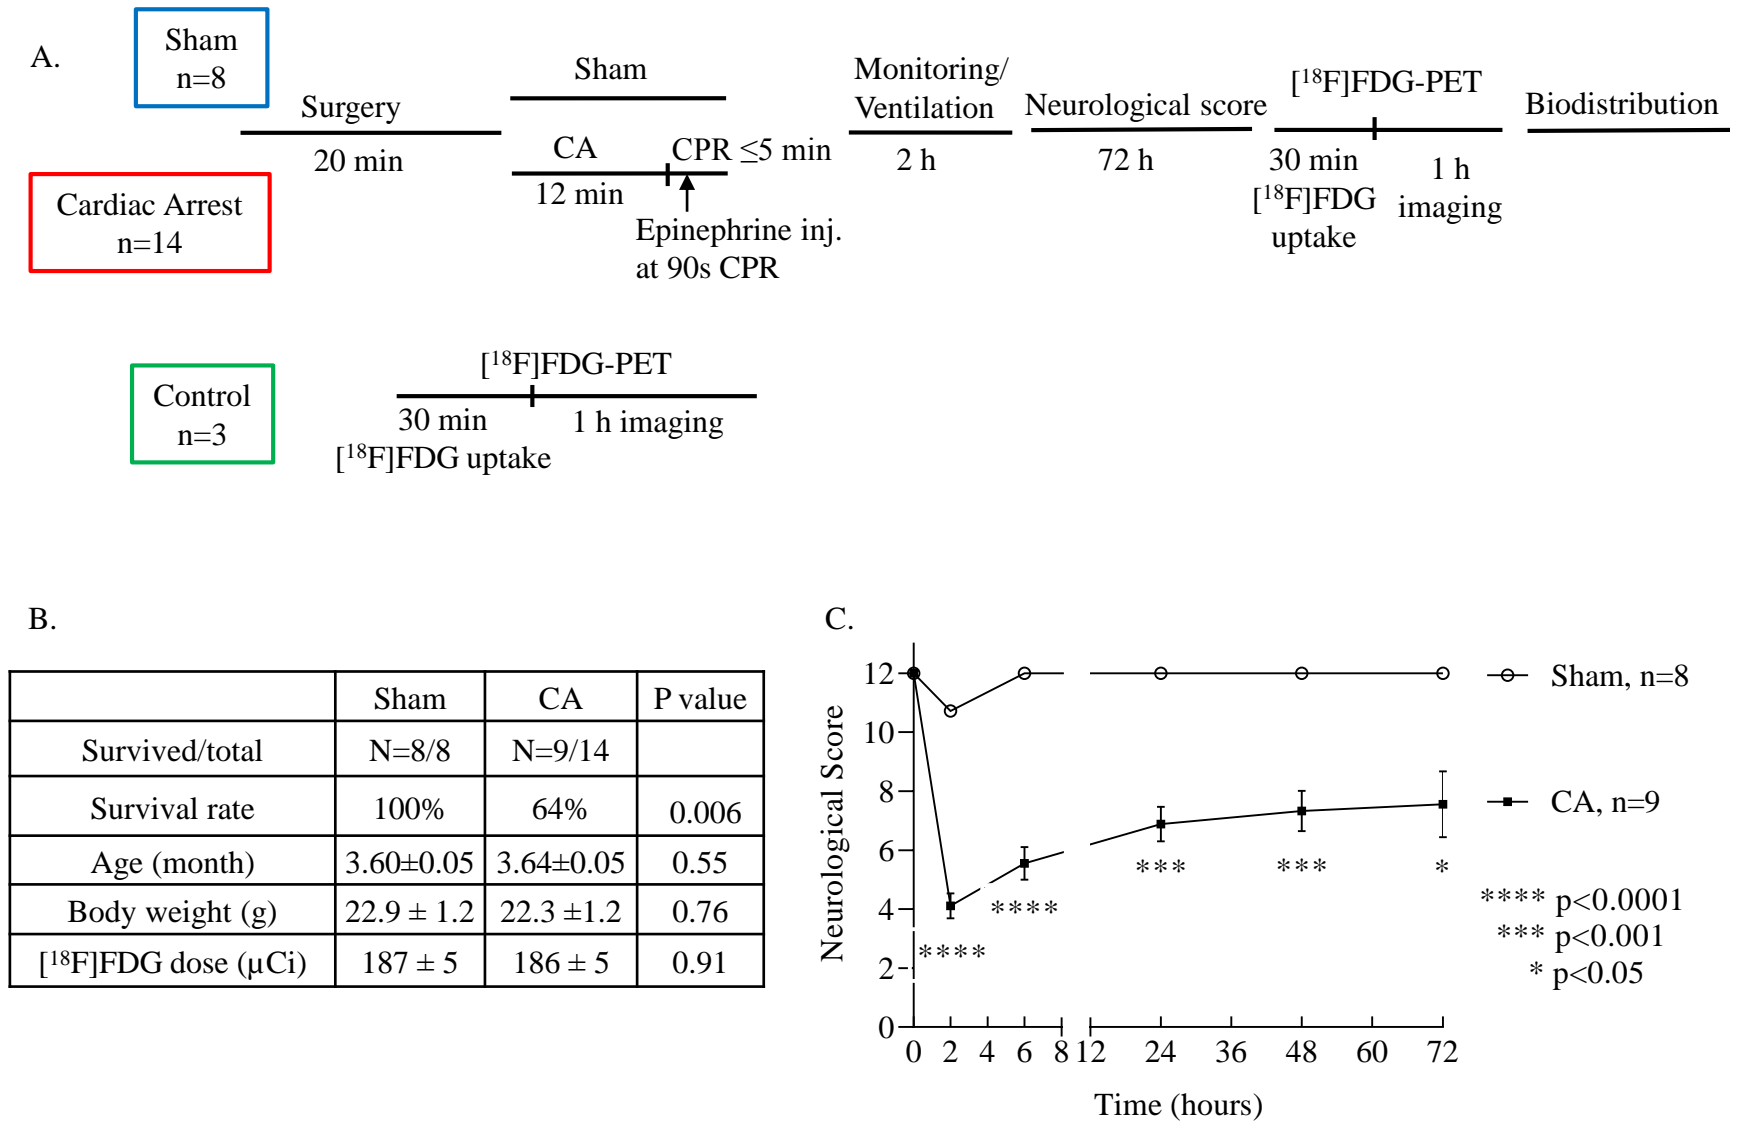 A.
Sham
n=8
Surgery
20 min
Sham
CA
12 min
CPR ≤5 min
Epinephrine inj.
at 90s CPR
Monitoring/
Ventilation
2 h
Neurological score
72 h
[¹⁸F]FDG-PET
30 min
[¹⁸F]FDG
uptake
1 h
imaging
Biodistribution
Cardiac Arrest
n=14
Control
n=3
[¹⁸F]FDG-PET
30 min
[¹⁸F]FDG uptake
1 h imaging
B.
Sham CA P value
Survived/total N=8/8 N=9/14
Survival rate 100% 64% 0.006
Age (month) 3.60±0.05 3.64±0.05 0.55
Body weight (g) 22.9 ± 1.2 22.3 ±1.2 0.76
[¹⁸F]FDG dose (µCi) 187 ± 5 186 ± 5 0.91
C.
Neurological Score
12
10
8
6
4
2
0
0 2 4 6 8 12 24 36 48 60 72
Time (hours)
****
****
***
***
*
Sham, n=8
CA, n=9
**** p<0.0001
*** p<0.001
* p<0.05